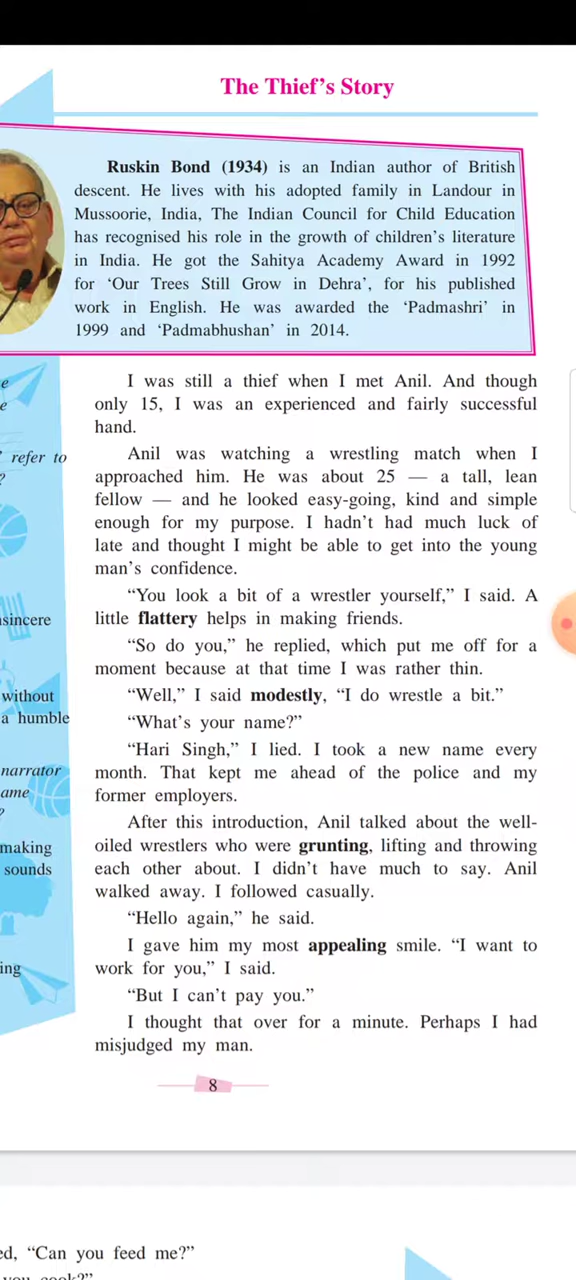 The Thief's Story
Ruskin Bond (1934) is an Indian author of British
descent. He lives with his adopted family in Landour in
Mussoorie, India, The Indian Council for Child Education
has recognised his role in the growth of children's literature
in India. He got the Sahitya Academy Award in 1992
for 'Our Trees Still Grow in Dehra', for his published
work in English. He was awarded the 'Padmashri' in
1999 and 'Padmabhushan' in 2014.
e
e
refer to
?
sincere
without
a humble
narrator
ame
?
making
sounds
ing
I was still a thief when I met Anil. And though
only 15, I was an experienced and fairly successful
hand.
Anil was watching a wrestling match when I
approached him. He was about 25 — a tall, lean
fellow — and he looked easy-going, kind and simple
enough for my purpose. I hadn't had much luck of
late and thought I might be able to get into the young
man's confidence.
"You look a bit of a wrestler yourself," I said. A
little flattery helps in making friends.
"So do you," he replied, which put me off for a
moment because at that time I was rather thin.
"Well," I said modestly, "I do wrestle a bit."
"What's your name?"
"Hari Singh," I lied. I took a new name every
month. That kept me ahead of the police and my
former employers.
After this introduction, Anil talked about the well-
oiled wrestlers who were grunting, lifting and throwing
each other about. I didn't have much to say. Anil
walked away. I followed casually.
"Hello again," he said.
I gave him my most appealing smile. "I want to
work for you," I said.
"But I can't pay you."
I thought that over for a minute. Perhaps I had
misjudged my man.
8
ed, "Can you feed me?"
you cook?"